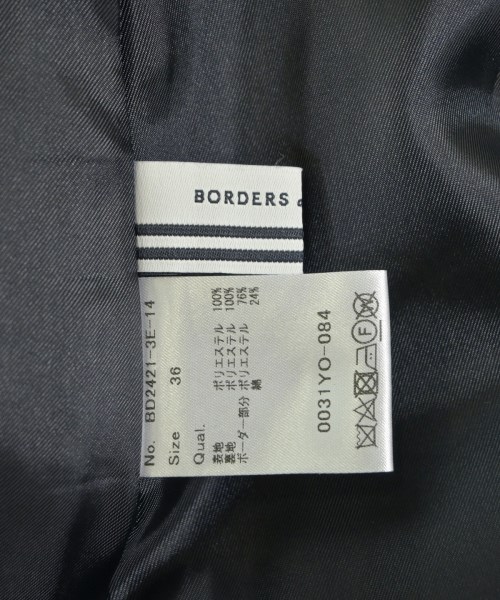 BORDERS
No. BD2421-3E-14
Size 36
Qual.
表地 ポリエステル 100%
裏地 ポリエステル 100%
ボーダー部分 ポリエステル 76%
綿 24%
0031YO-084
F W